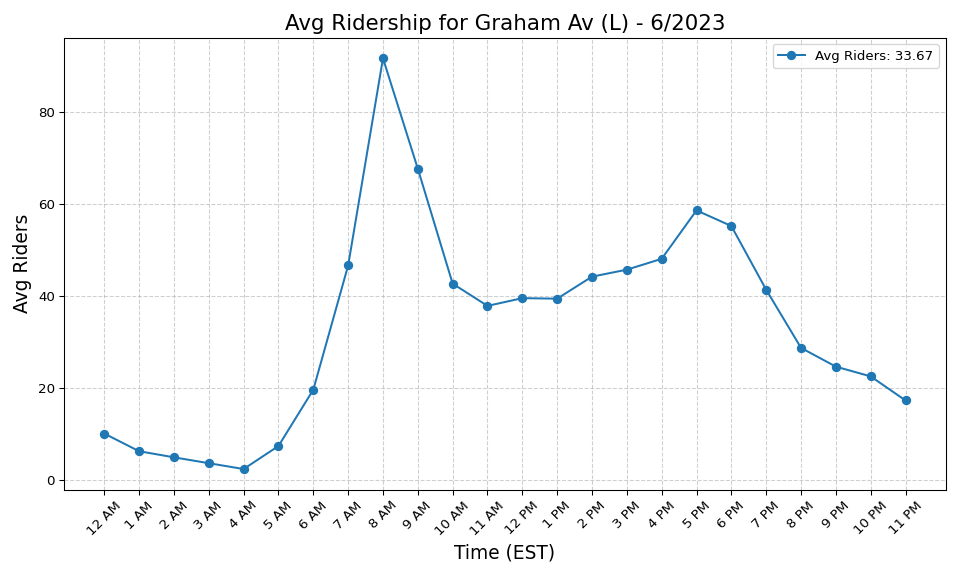 Avg Ridership for Graham Av (L) - 6/2023
Avg Riders: 33.67
Avg Riders
80
60
40
20
0
12 AM
1 AM
2 AM
3 AM
4 AM
5 AM
6 AM
7 AM
8 AM
9 AM
10 AM
11 AM
12 PM
1 PM
2 PM
3 PM
4 PM
5 PM
6 PM
7 PM
8 PM
9 PM
10 PM
11 PM
Time (EST)